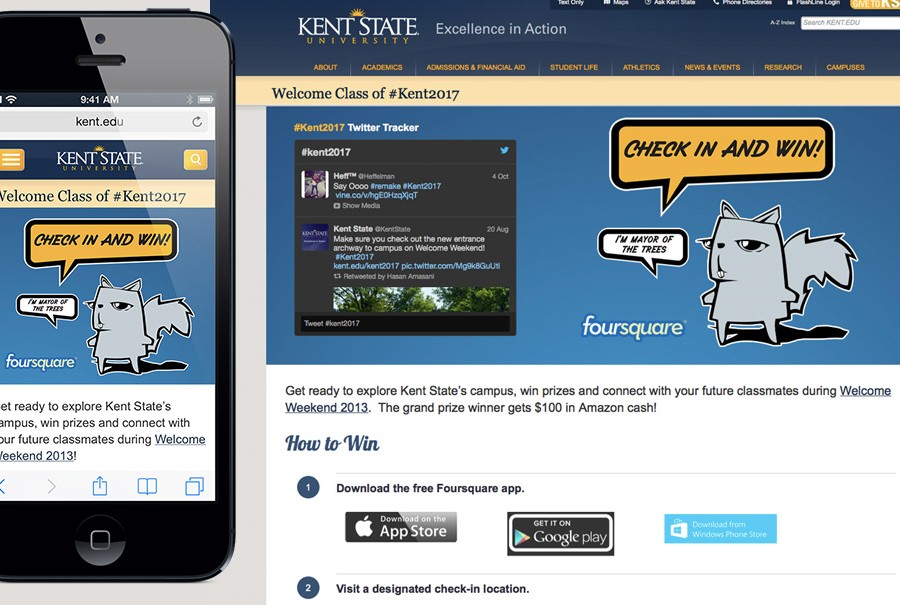 9:41 AM
kent.edu
KENT STATE
UNIVERSITY
Welcome Class of #Kent2017
CHECK IN AND WIN!
I'M MAYOR OF
THE TREES
foursquare
et ready to explore Kent State's
ampus, win prizes and connect with
our future classmates during Welcome
Weekend 2013!
Text Only Maps Ask Kent State Phone Directories FlashLine Login GIVE TO KS
KENT STATE
UNIVERSITY
Excellence in Action
A-Z Index Search KENT.EDU
ABOUT ACADEMICS ADMISSIONS & FINANCIAL AID STUDENT LIFE ATHLETICS NEWS & EVENTS RESEARCH CAMPUSES
Welcome Class of #Kent2017
#Kent2017 Twitter Tracker
#kent2017
Heff™ @Heffelman 4 Oct
Say Oooo #remake #Kent2017
vine.co/v/hgE0HzqXjqT
Show Media
KENT STATE
Kent State @KentState 20 Aug
Make sure you check out the new entrance
archway to campus on Welcome Weekend!
#Kent2017
kent.edu/kent2017 pic.twitter.com/Mg9k8GuUti
Retweeted by Hasan Amasani
Tweet #kent2017
CHECK IN AND WIN!
I'M MAYOR OF
THE TREES
foursquare
Get ready to explore Kent State's campus, win prizes and connect with your future classmates during Welcome
Weekend 2013. The grand prize winner gets $100 in Amazon cash!
How to Win
1 Download the free Foursquare app.
Download on the
App Store
GET IT ON
Google play
Download from
Windows Phone Store
2 Visit a designated check-in location.